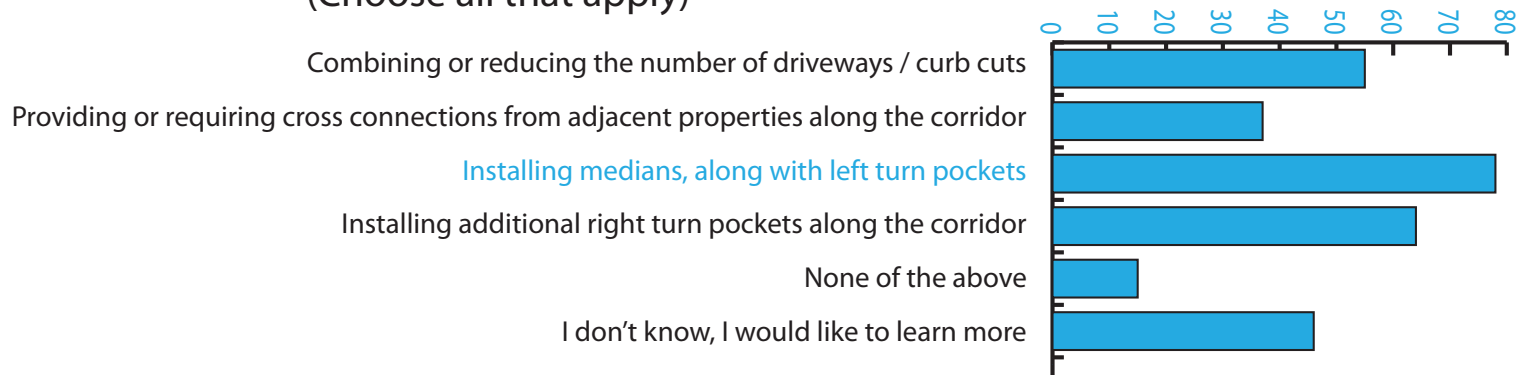 (Choose all that apply)
0 10 20 30 40 50 60 70 80
Combining or reducing the number of driveways / curb cuts
Providing or requiring cross connections from adjacent properties along the corridor
Installing medians, along with left turn pockets
Installing additional right turn pockets along the corridor
None of the above
I don’t know, I would like to learn more